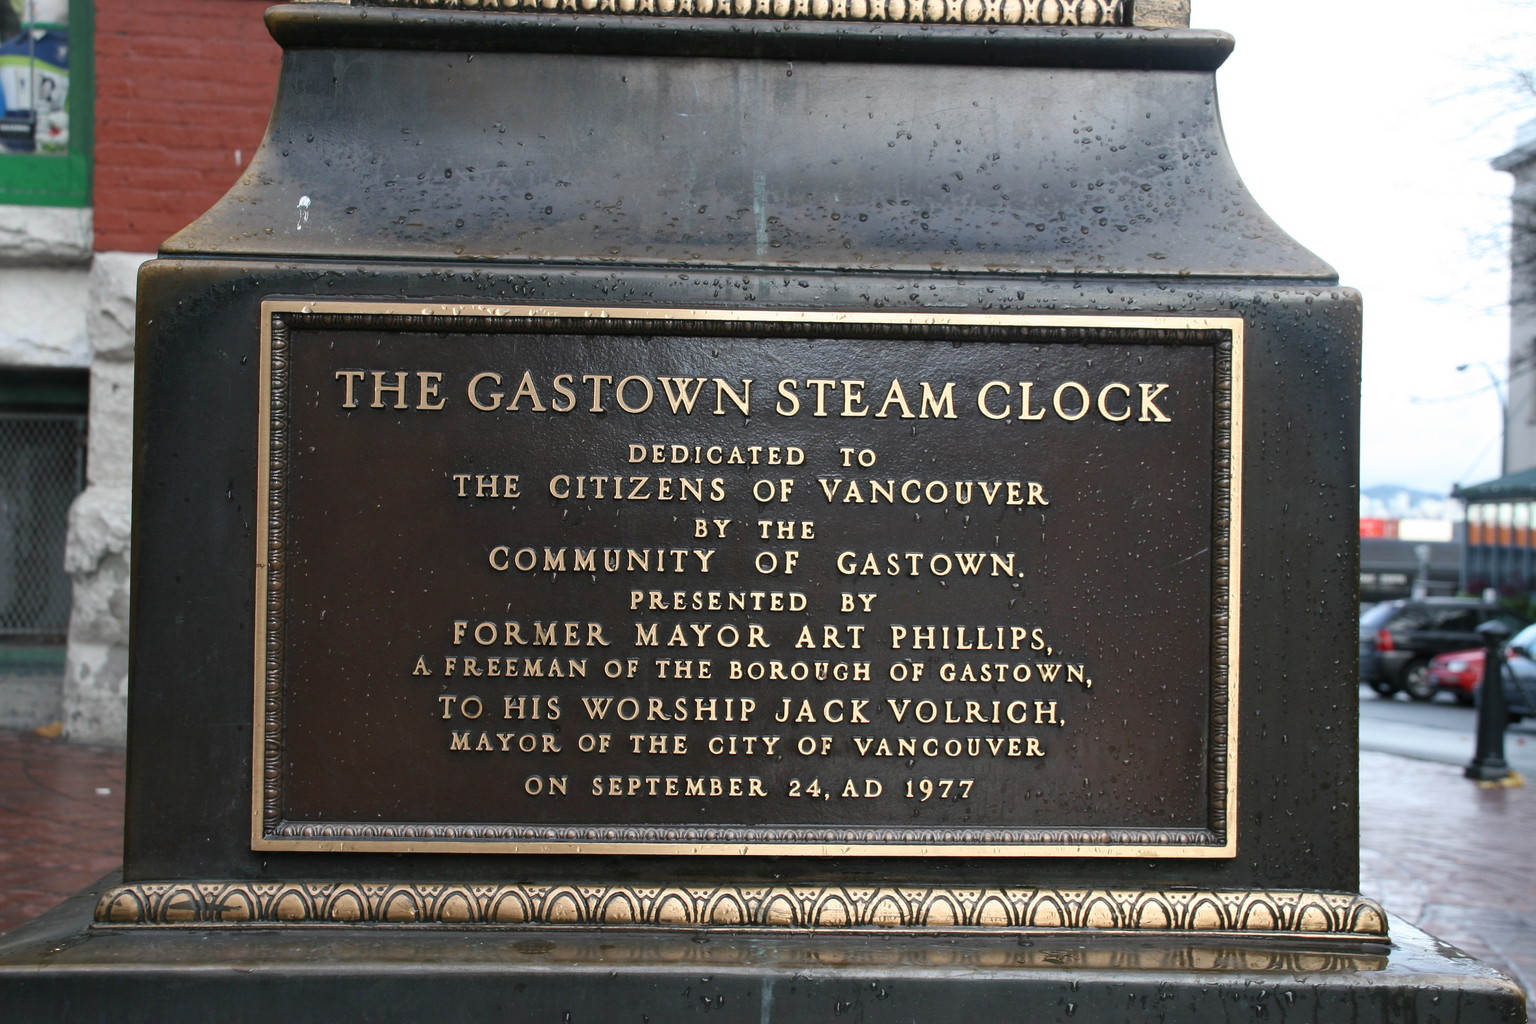 THE GASTOWN STEAM CLOCK
DEDICATED TO
THE CITIZENS OF VANCOUVER
BY THE
COMMUNITY OF GASTOWN.
PRESENTED BY
FORMER MAYOR ART PHILLIPS,
A FREEMAN OF THE BOROUGH OF GASTOWN,
TO HIS WORSHIP JACK VOLRICH,
MAYOR OF THE CITY OF VANCOUVER
ON SEPTEMBER 24, AD 1977